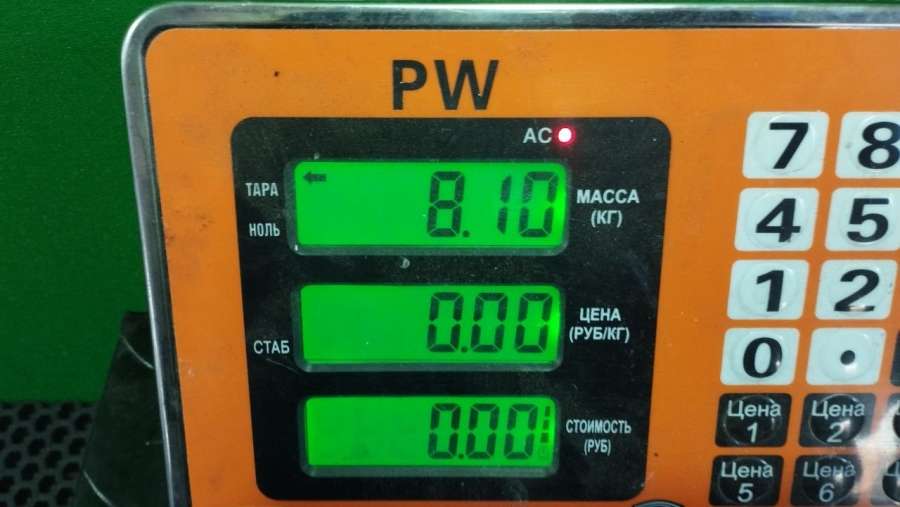 PW
AC
ТАРА
НОЛЬ
8.10
МАССА
(КГ)
СТАБ
0.00
ЦЕНА
(РУБ/КГ)
0.00
СТОИМОСТЬ
(РУБ)
7 8
4 5
1 2
0 .
Цена
1
Цена
2
Цена
5
Цена
6